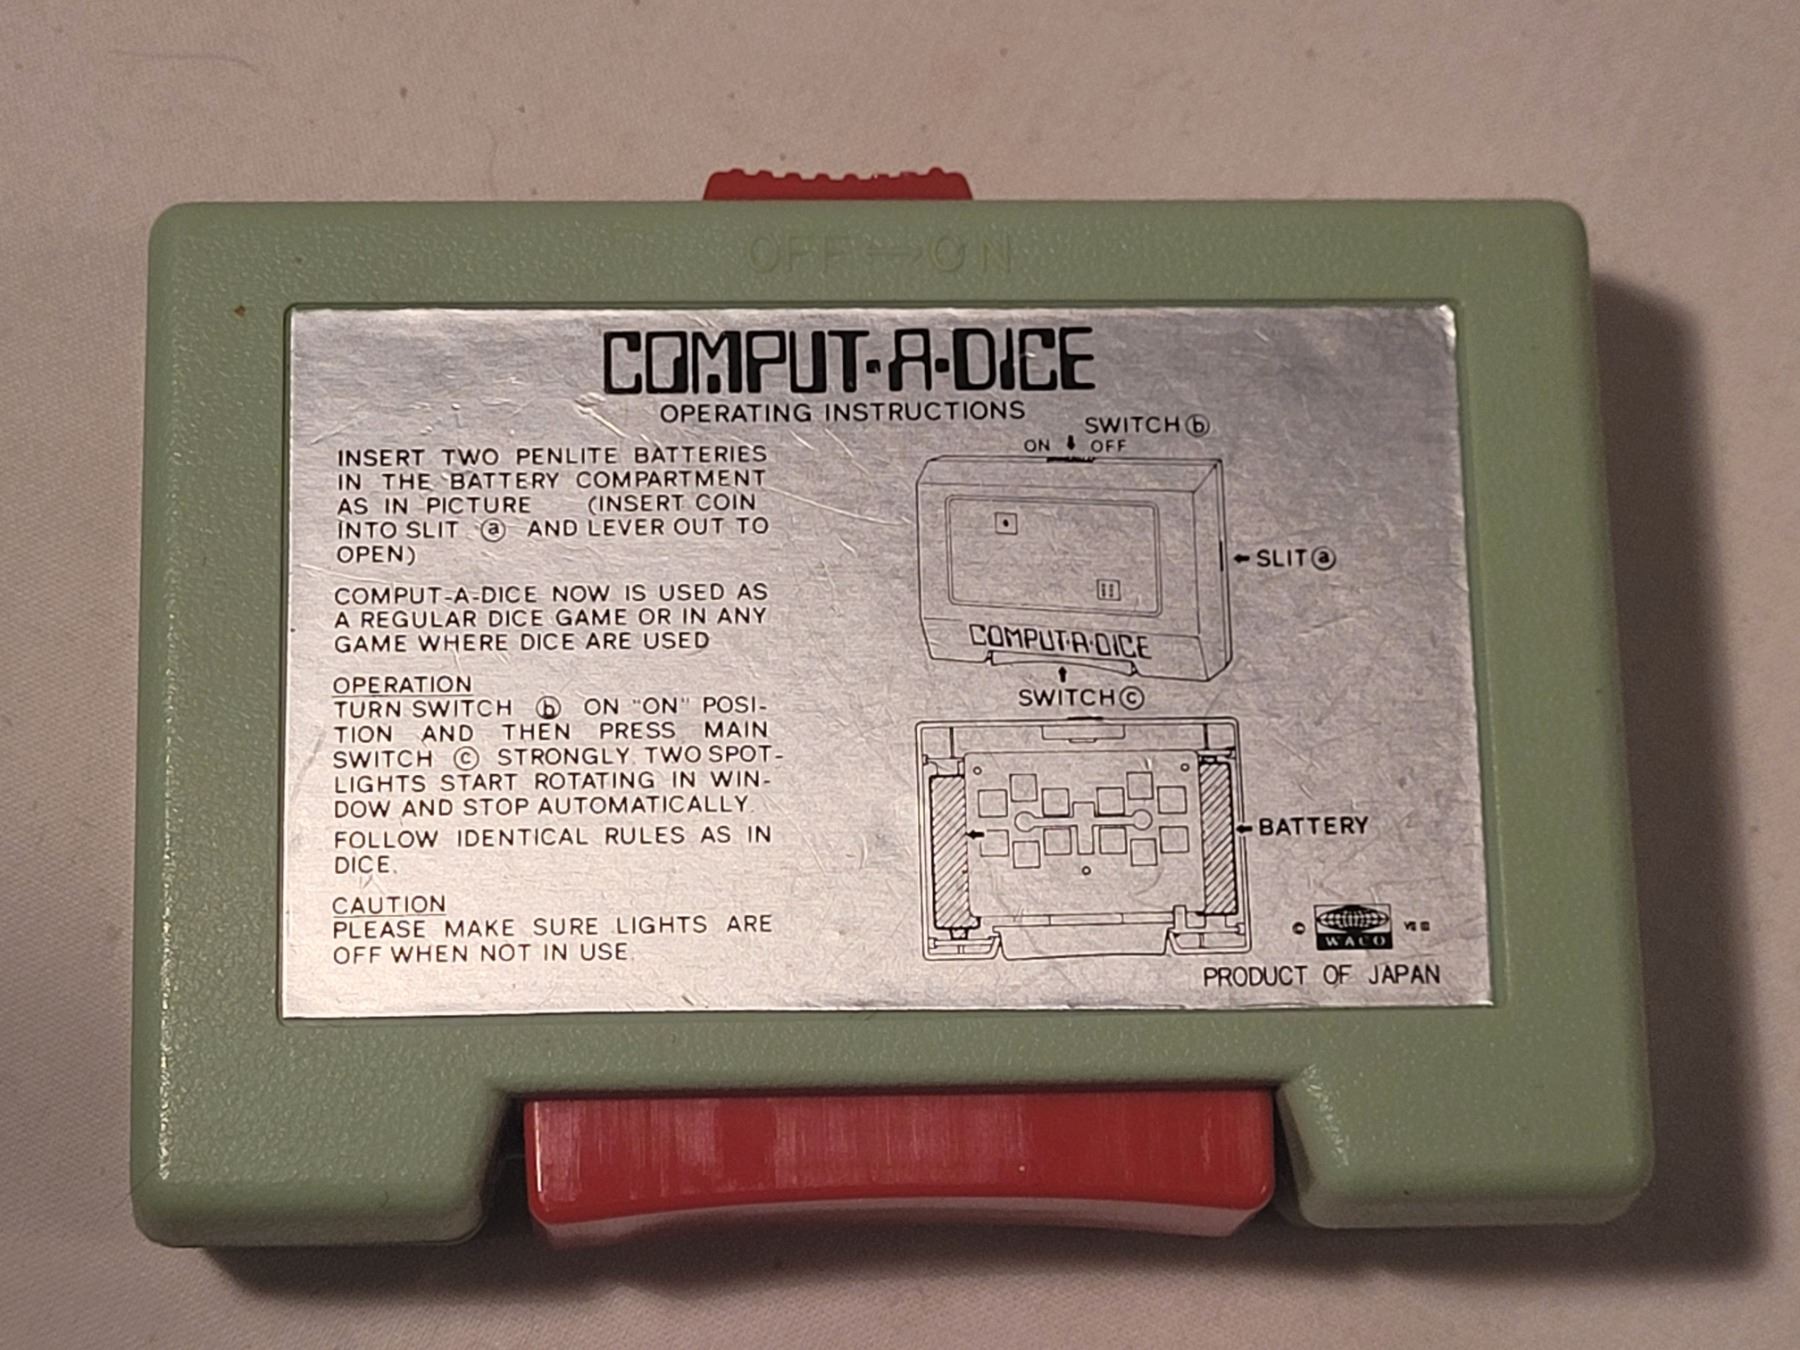 OFF ↔ ON
COMPUT·A·DICE
OPERATING INSTRUCTIONS
INSERT TWO PENLITE BATTERIES
IN THE BATTERY COMPARTMENT
AS IN PICTURE (INSERT COIN
INTO SLIT ⓐ AND LEVER OUT TO
OPEN)
COMPUT-A-DICE NOW IS USED AS
A REGULAR DICE GAME OR IN ANY
GAME WHERE DICE ARE USED
OPERATION
TURN SWITCH ⓑ ON "ON" POSI-
TION AND THEN PRESS MAIN
SWITCH ⓒ STRONGLY. TWO SPOT-
LIGHTS START ROTATING IN WIN-
DOW AND STOP AUTOMATICALLY.
FOLLOW IDENTICAL RULES AS IN
DICE.
CAUTION
PLEASE MAKE SURE LIGHTS ARE
OFF WHEN NOT IN USE.
SWITCH ⓑ
ON OFF
SLIT ⓐ
COMPUT·A·DICE
SWITCH ⓒ
BATTERY
© WACO
PRODUCT OF JAPAN